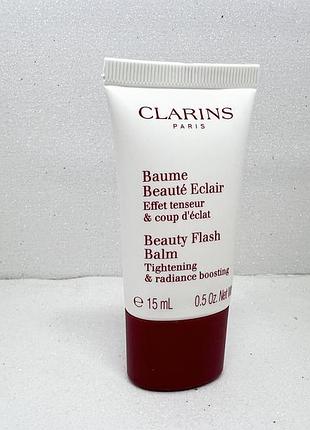 CLARINS
PARIS
Baume
Beauté Eclair
Effet tenseur
& coup d'éclat
Beauty Flash
Balm
Tightening
& radiance boosting
℮ 15 mL 0.5 Oz. Net